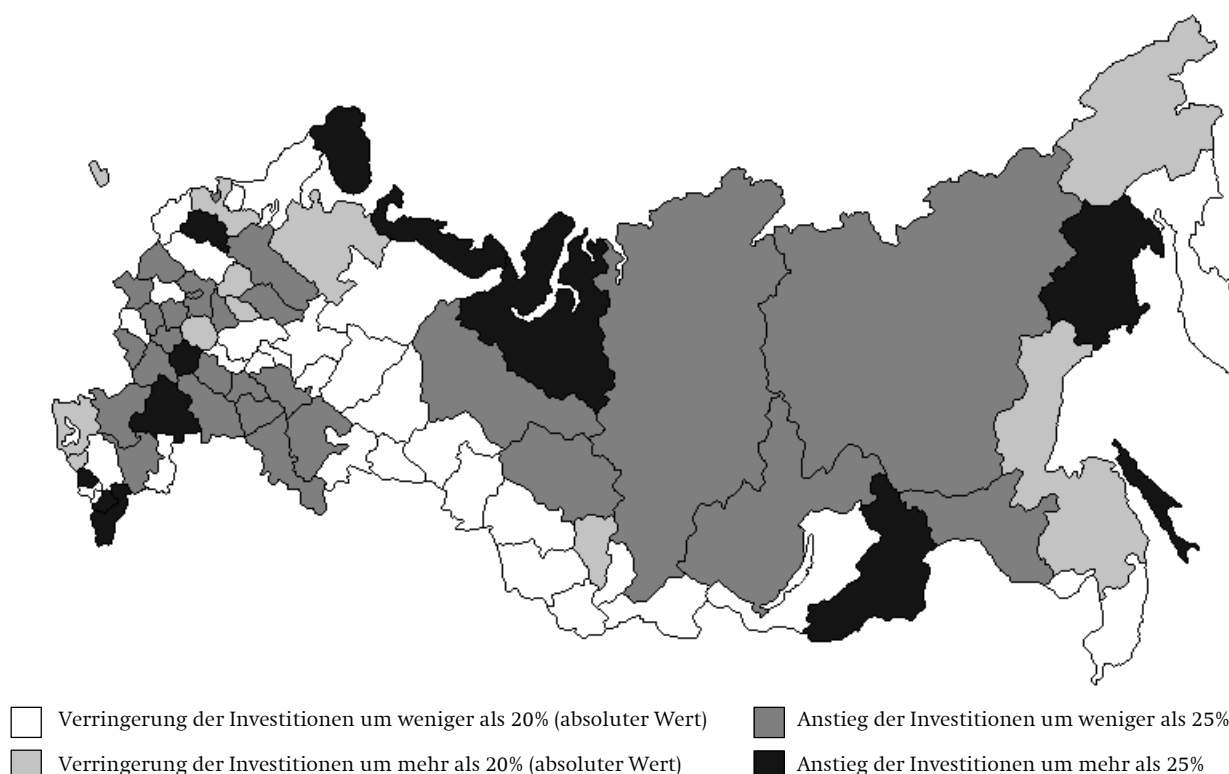 Verringerung der Investitionen um weniger als 20% (absoluter Wert)
Anstieg der Investitionen um weniger als 25%
Verringerung der Investitionen um mehr als 20% (absoluter Wert)
Anstieg der Investitionen um mehr als 25%